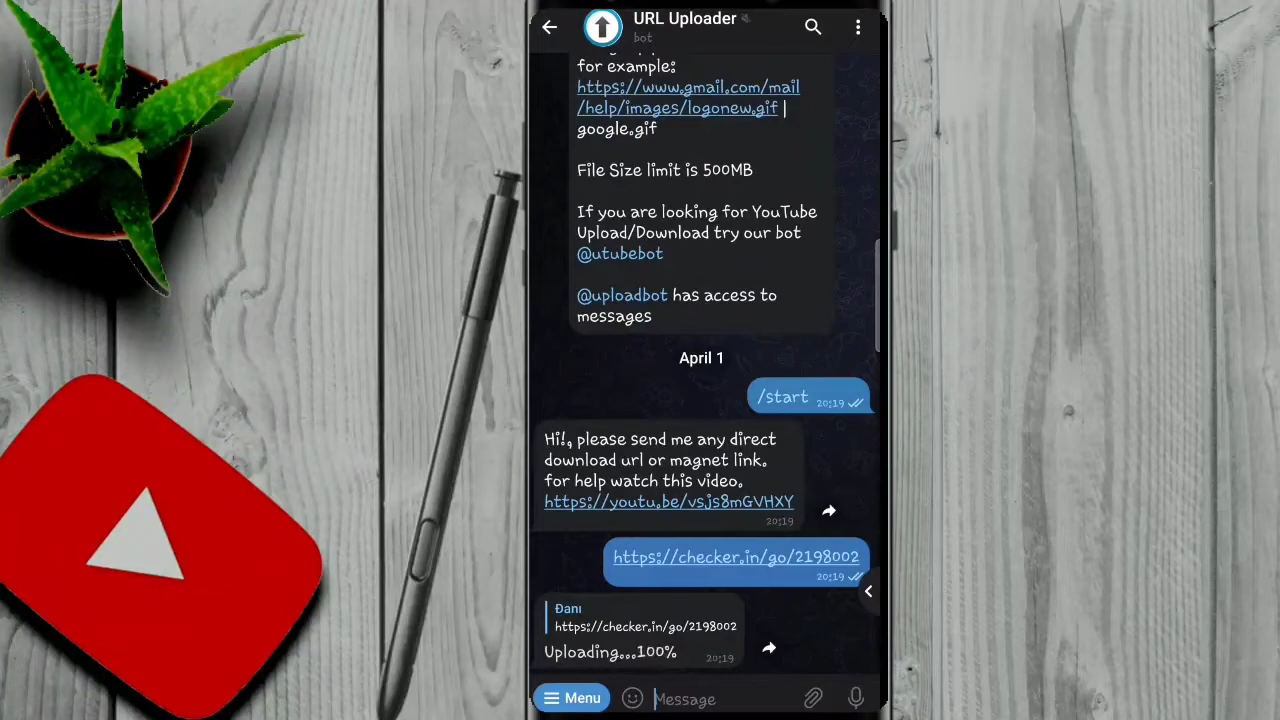 URL Uploader
bot
for example:
https://www.gmail.com/mail
/help/images/logonew.gif |
google.gif
File Size limit is 500MB
If you are looking for YouTube
Upload/Download try our bot
@utubebot
@uploadbot has access to
messages
April 1
/start 20:19
Hi!, please send me any direct
download url or magnet link.
for help watch this video.
https://youtu.be/vsjs8mGVHXY
20:19
https://checker.in/go/2198002
20:19
Đanı
https://checker.in/go/2198002
Uploading...100% 20:19
Menu Message